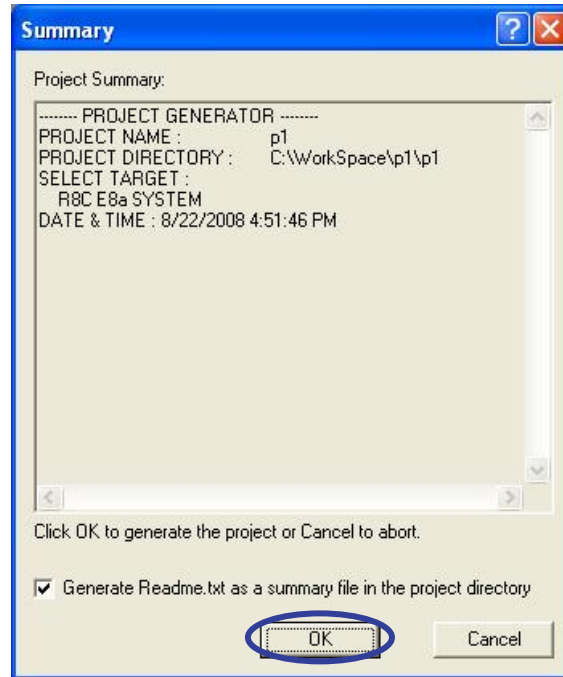 Summary
Project Summary:
-------- PROJECT GENERATOR --------
PROJECT NAME : p1
PROJECT DIRECTORY : C:\WorkSpace\p1\p1
SELECT TARGET :
R8C E8a SYSTEM
DATE & TIME : 8/22/2008 4:51:46 PM
Click OK to generate the project or Cancel to abort.
Generate Readme.txt as a summary file in the project directory
OK Cancel